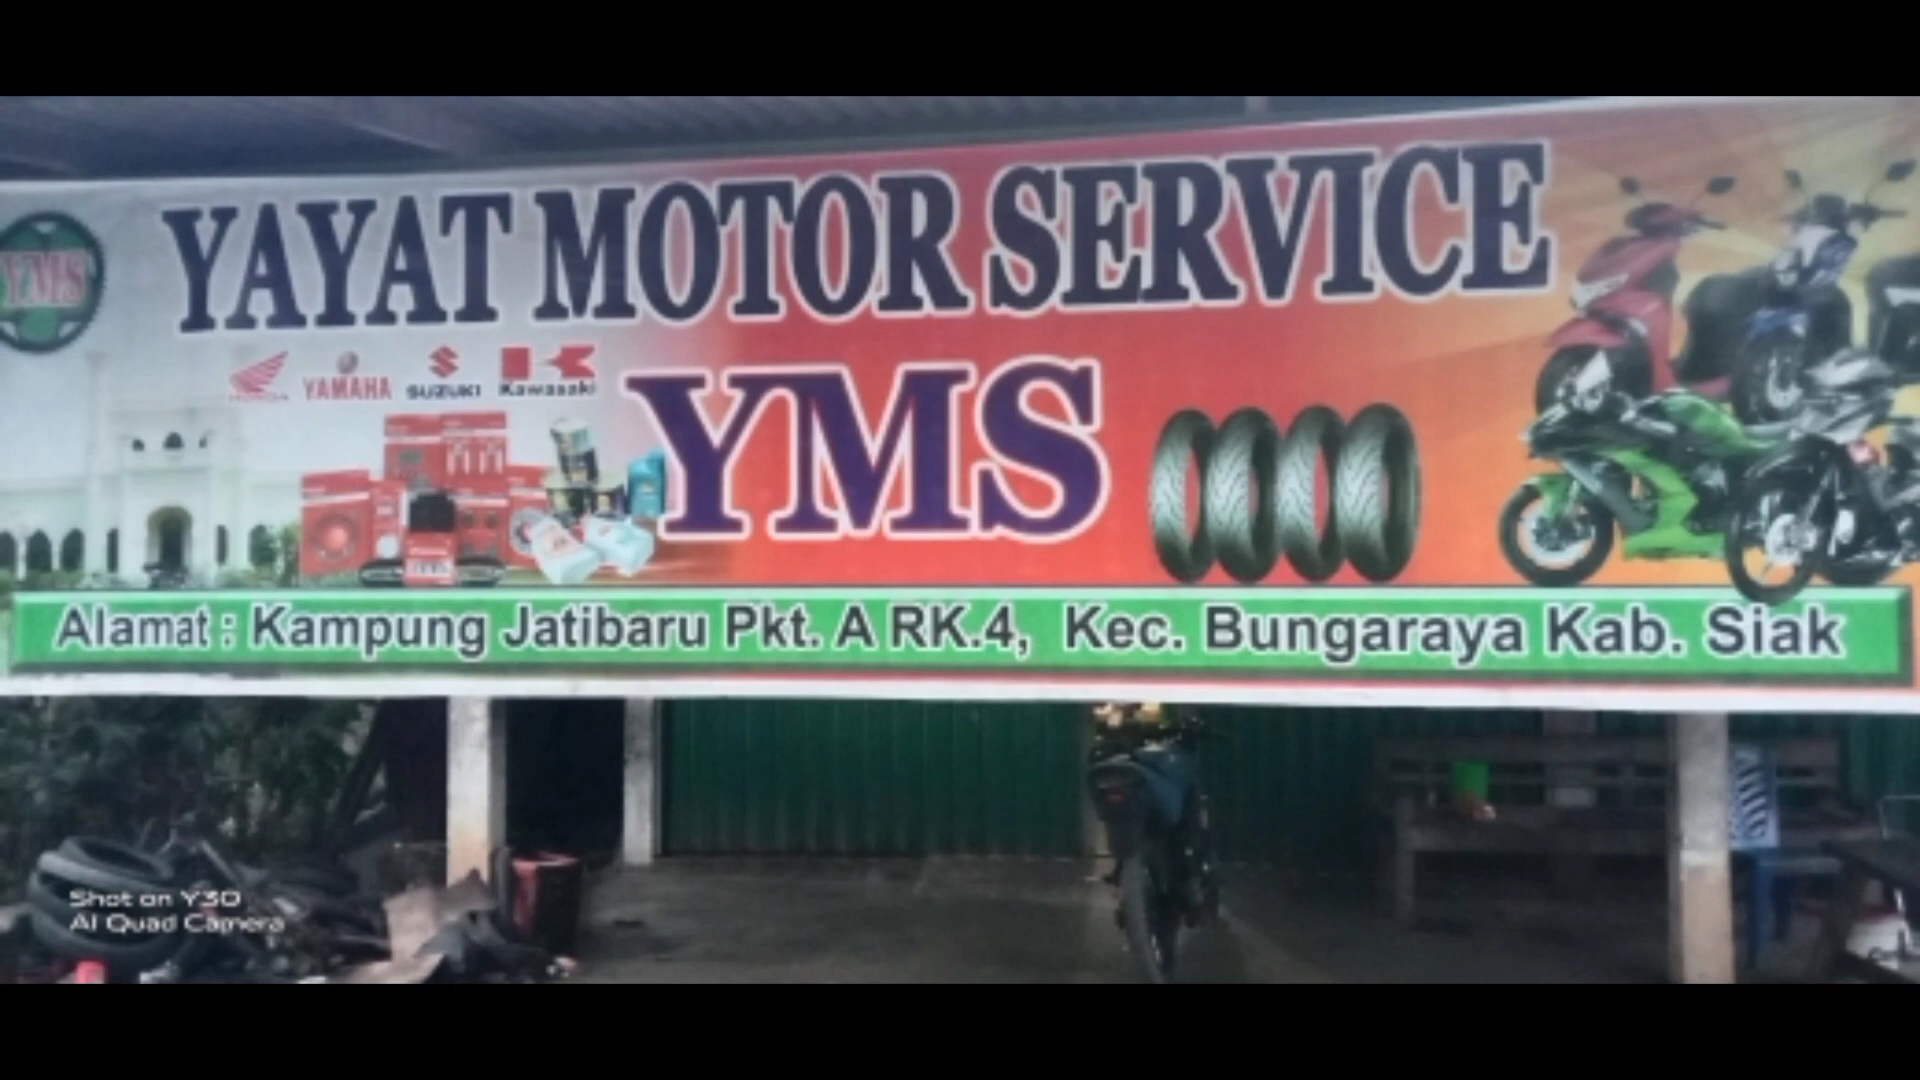 YAYAT MOTOR SERVICE
YMS
HONDA YAMAHA SUZUKI Kawasaki
YMS
Alamat : Kampung Jatibaru Pkt. A RK.4, Kec. Bungaraya Kab. Siak
Shot on Y30
AI Quad Camera